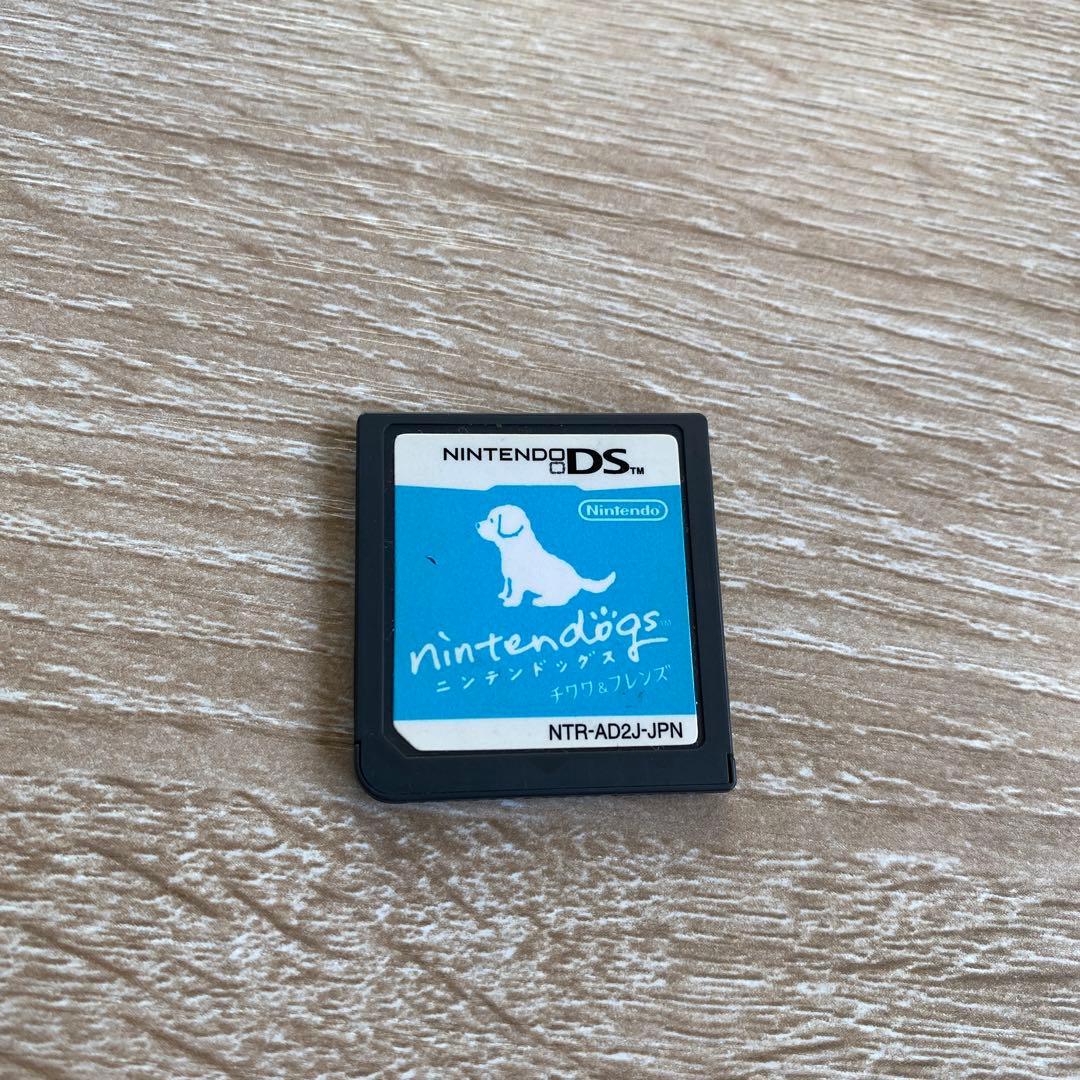 NINTENDO DS™
Nintendo
nintendogs™
ニンテンドッグス
チワワ&フレンズ
NTR-AD2J-JPN